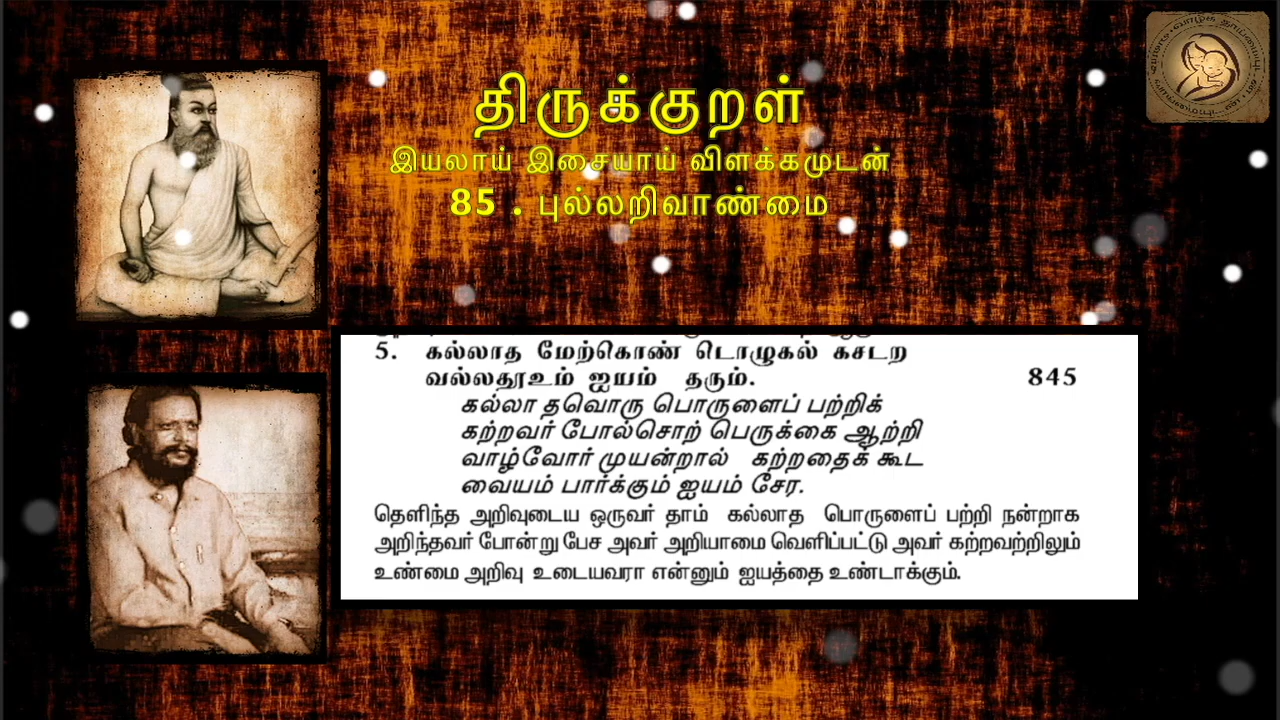 திருக்குறள்
இயலாய் இசையாய் விளக்கமுடன்
85 . புல்லறிவாண்மை
5. கல்லாத மேற்கொண் டொழுகல் கசடற
வல்லதூஉம் ஐயம் தரும். 845
கல்லா தவொரு பொருளைப் பற்றிக்
கற்றவர் போல்சொற் பெருக்கை ஆற்றி
வாழ்வோர் முயன்றால் கற்றதைக் கூட
வையம் பார்க்கும் ஐயம் சேர.
தெளிந்த அறிவுடைய ஒருவர் தாம் கல்லாத பொருளைப் பற்றி நன்றாக
அறிந்தவர் போன்று பேச அவர் அறியாமை வெளிப்பட்டு அவர் கற்றவற்றிலும்
உண்மை அறிவு உடையவரா என்னும் ஐயத்தை உண்டாக்கும்.